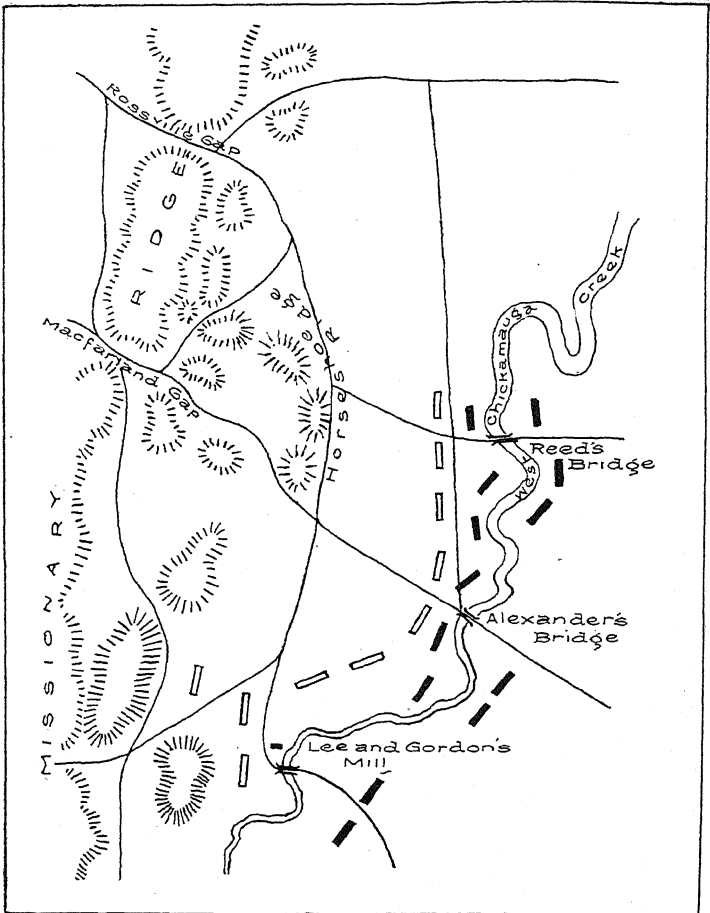 Rossville Gap
RIDGE
Macfarland Gap
Horseshoe Ridge
MISSIONARY
West Chickamauga Creek
Reed's
Bridge
Alexander's
Bridge
Lee and Gordon's
Mill